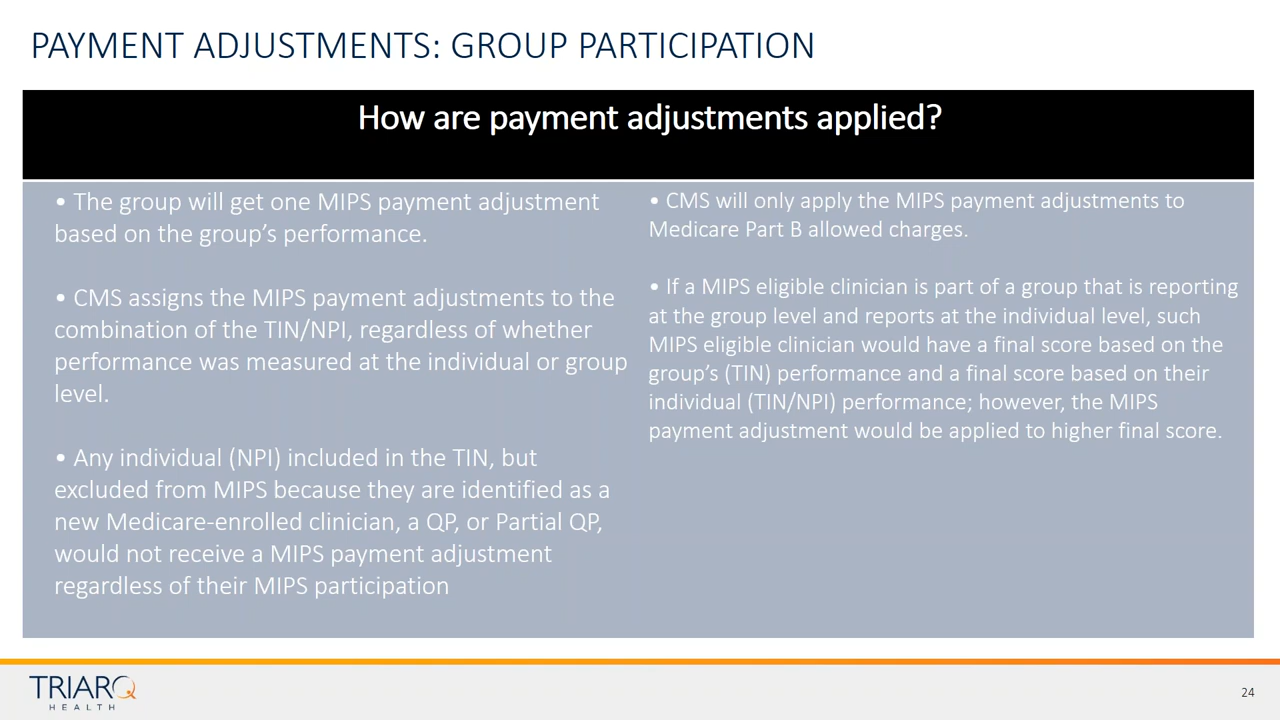 PAYMENT ADJUSTMENTS: GROUP PARTICIPATION
How are payment adjustments applied?
• The group will get one MIPS payment adjustment
based on the group’s performance.
• CMS assigns the MIPS payment adjustments to the
combination of the TIN/NPI, regardless of whether
performance was measured at the individual or group
level.
• Any individual (NPI) included in the TIN, but
excluded from MIPS because they are identified as a
new Medicare-enrolled clinician, a QP, or Partial QP,
would not receive a MIPS payment adjustment
regardless of their MIPS participation
• CMS will only apply the MIPS payment adjustments to
Medicare Part B allowed charges.
• If a MIPS eligible clinician is part of a group that is reporting
at the group level and reports at the individual level, such
MIPS eligible clinician would have a final score based on the
group’s (TIN) performance and a final score based on their
individual (TIN/NPI) performance; however, the MIPS
payment adjustment would be applied to higher final score.
TRIARQ
HEALTH
24